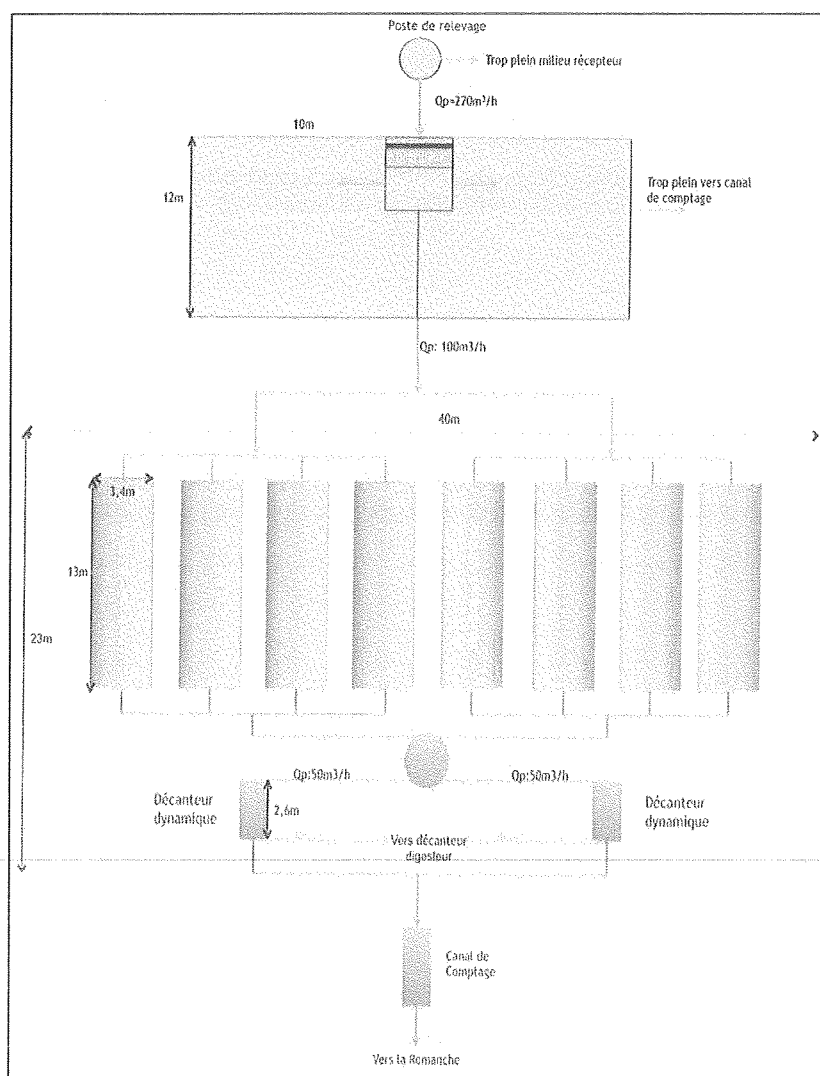 Poste de relevage
Trop plein milieu récepteur
Qp=270m³/h
10m
12m
Trop plein vers canal
de comptage
Qp: 100m3/h
40m
3,4m
13m
23m
Qp:50m3/h
Qp:50m3/h
Décanteur
dynamique
2,6m
Décanteur
dynamique
Vers décanteur
digesteur
Canal de
Comptage
Vers la Romanche